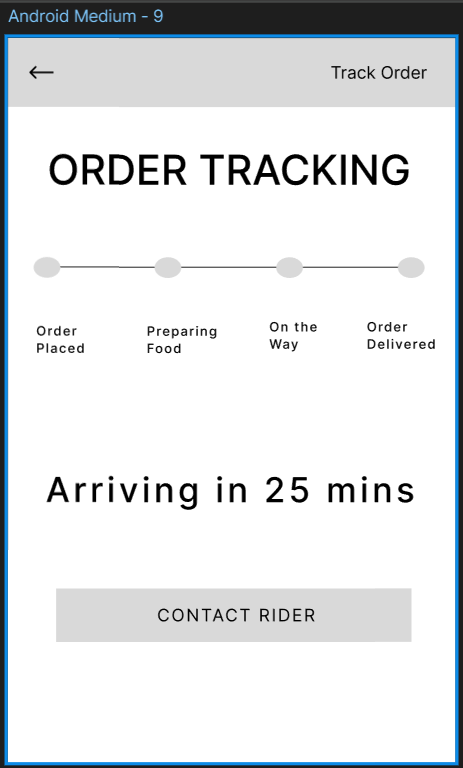 Android Medium - 9
Track Order
ORDER TRACKING
Order
Placed
Preparing
Food
On the
Way
Order
Delivered
Arriving in 25 mins
CONTACT RIDER